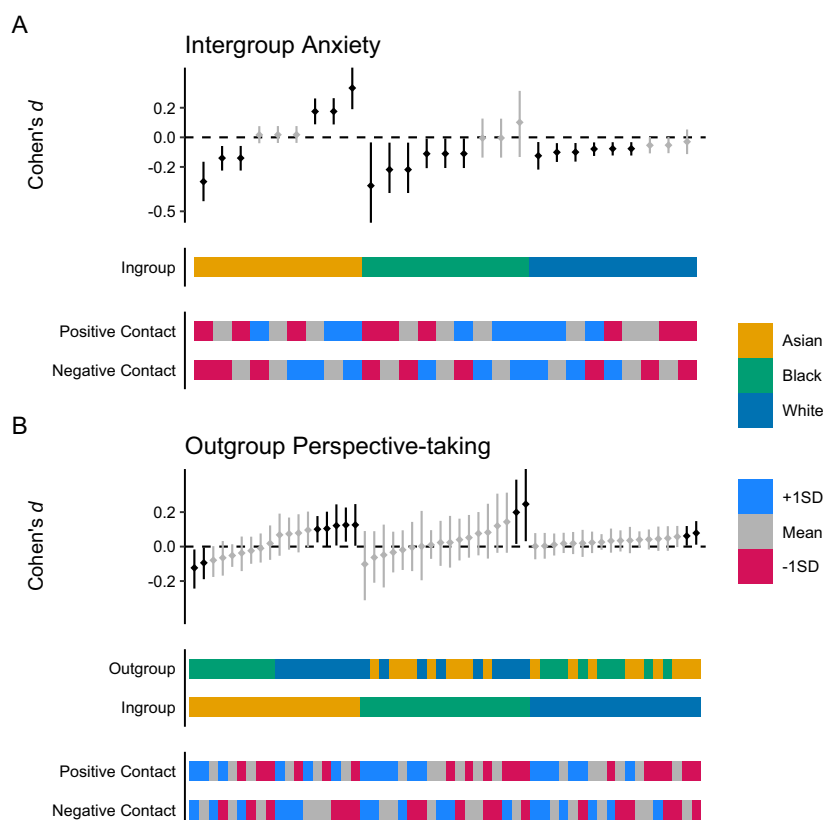 A
Intergroup Anxiety
Cohen's d
0.2
0.0
-0.2
-0.5
Ingroup
Positive Contact
Negative Contact
Asian
Black
White
B
Outgroup Perspective-taking
Cohen's d
0.2
0.0
-0.2
+1SD
Mean
-1SD
Outgroup
Ingroup
Positive Contact
Negative Contact